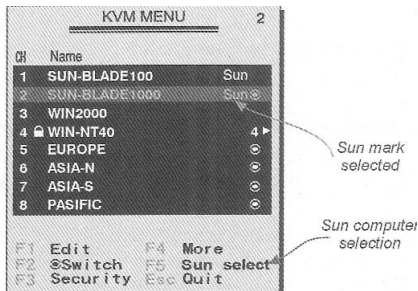 KVM MENU 2
CH Name
1 SUN-BLADE100 Sun
2 SUN-BLADE1000 Sun
3 WIN2000
4 WIN-NT40 4
5 EUROPE
6 ASIA-N
7 ASIA-S
8 PASIFIC
Sun mark
selected
Sun computer
selection
F1 Edit F4 More
F2 Switch F5 Sun select
F3 Security Esc Quit